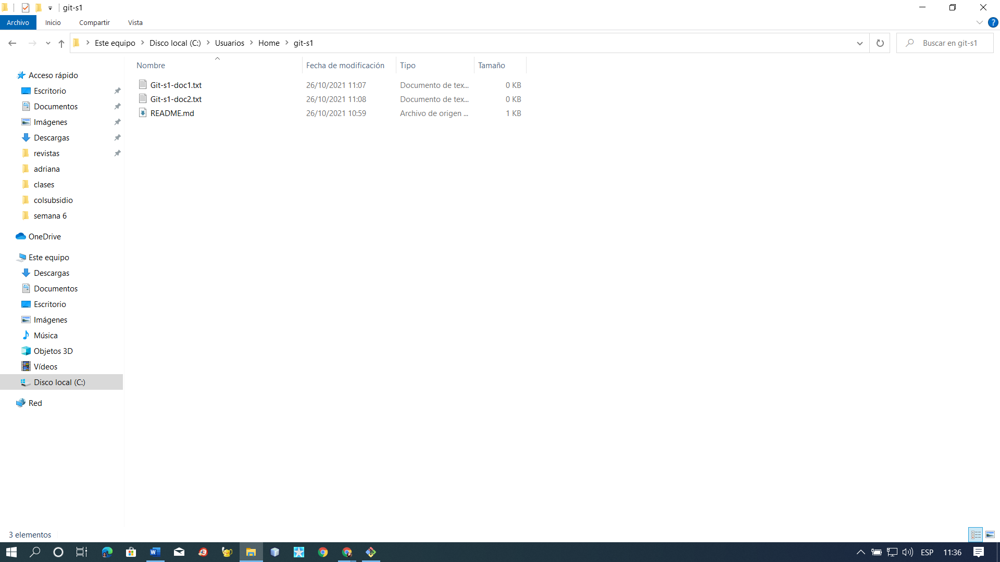 git-s1
Archivo Inicio Compartir Vista
Este equipo Disco local (C:) Usuarios Home git-s1
Buscar en git-s1
Nombre Fecha de modificación Tipo Tamaño
Git-s1-doc1.txt 26/10/2021 11:07 Documento de tex... 0 KB
Git-s1-doc2.txt 26/10/2021 11:08 Documento de tex... 0 KB
README.md 26/10/2021 10:59 Archivo de origen ... 1 KB
Acceso rápido
Escritorio
Documentos
Imágenes
Descargas
revistas
adriana
clases
colsubsidio
semana 6
OneDrive
Este equipo
Descargas
Documentos
Escritorio
Imágenes
Música
Objetos 3D
Vídeos
Disco local (C:)
Red
3 elementos
ESP 11:36